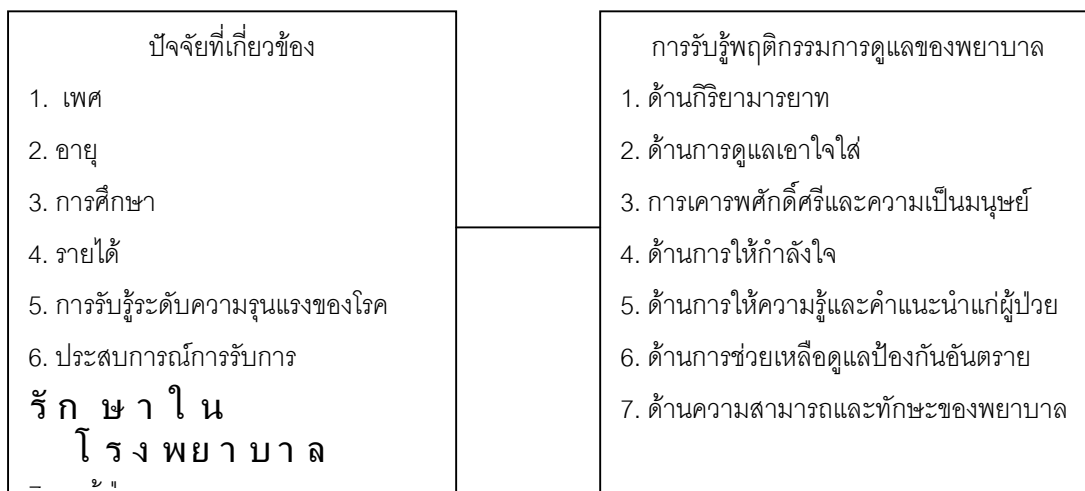 ปัจจัยที่เกี่ยวข้อง
1. เพศ
2. อายุ
3. การศึกษา
4. รายได้
5. การรับรู้ระดับความรุนแรงของโรค
6. ประสบการณ์การรับการ
รักษาใน
โรงพยาบาล
การรับรู้พฤติกรรมการดูแลของพยาบาล
1. ด้านกิริยามารยาท
2. ด้านการดูแลเอาใจใส่
3. การเคารพศักดิ์ศรีและความเป็นมนุษย์
4. ด้านการให้กำลังใจ
5. ด้านการให้ความรู้และคำแนะนำแก่ผู้ป่วย
6. ด้านการช่วยเหลือดูแลป้องกันอันตราย
7. ด้านความสามารถและทักษะของพยาบาล